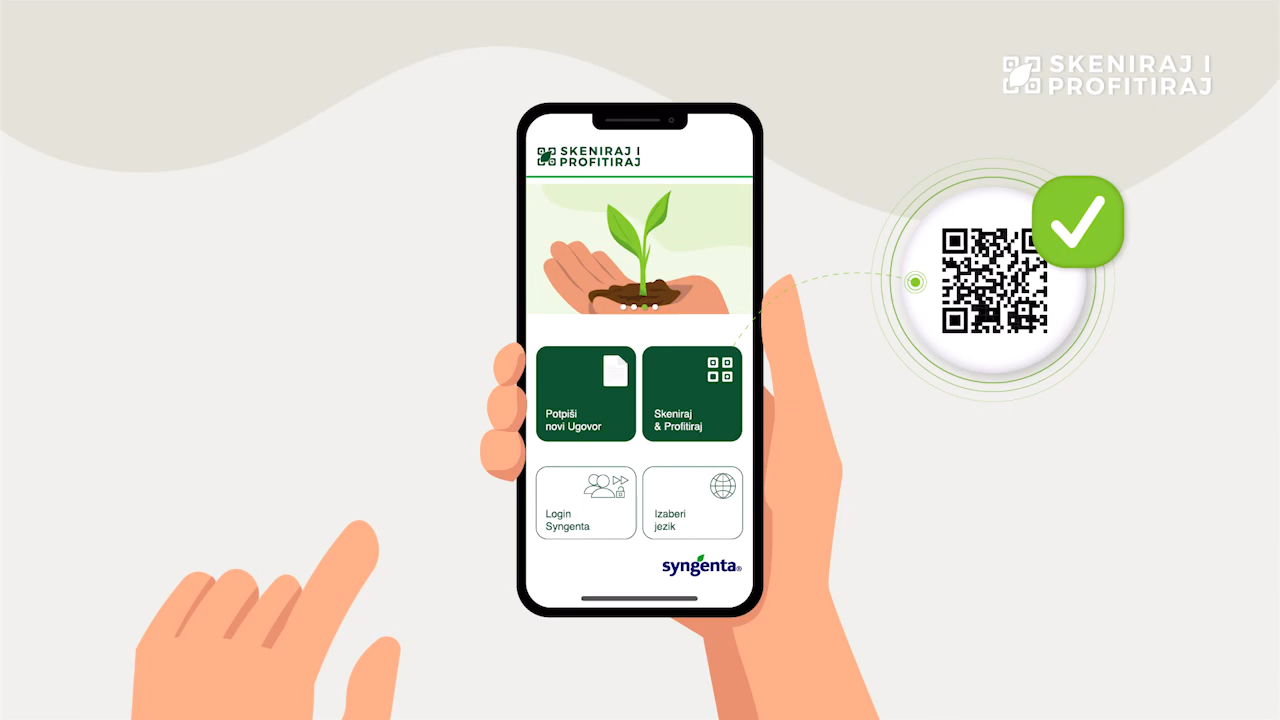 SKENIRAJ I
PROFITIRAJ
SKENIRAJ I
PROFITIRAJ
Potpiši
novi Ugovor
Skeniraj
& Profitiraj
Login
Syngenta
Izaberi
jezik
syngenta®